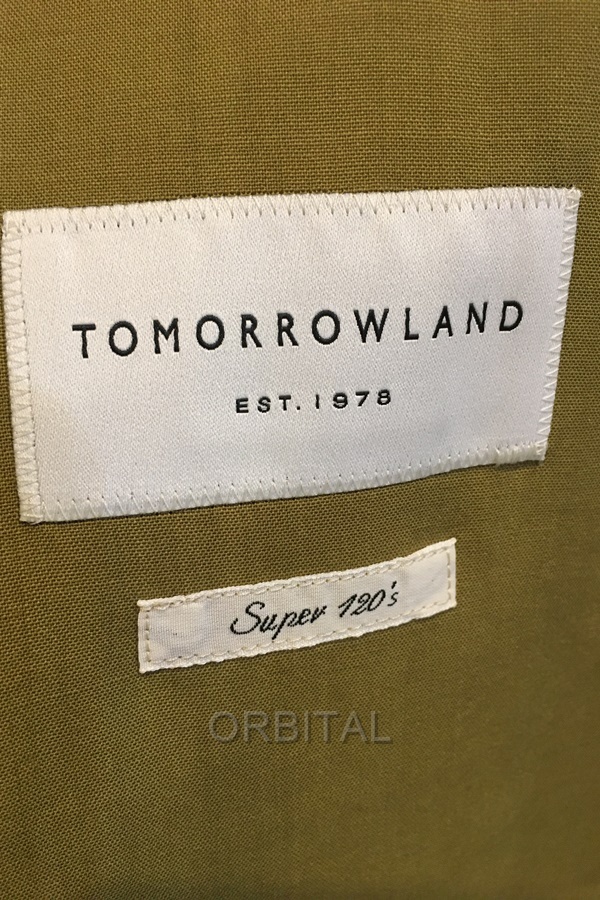 TOMORROWLAND
EST. 1978
Super 120's
ORBITAL